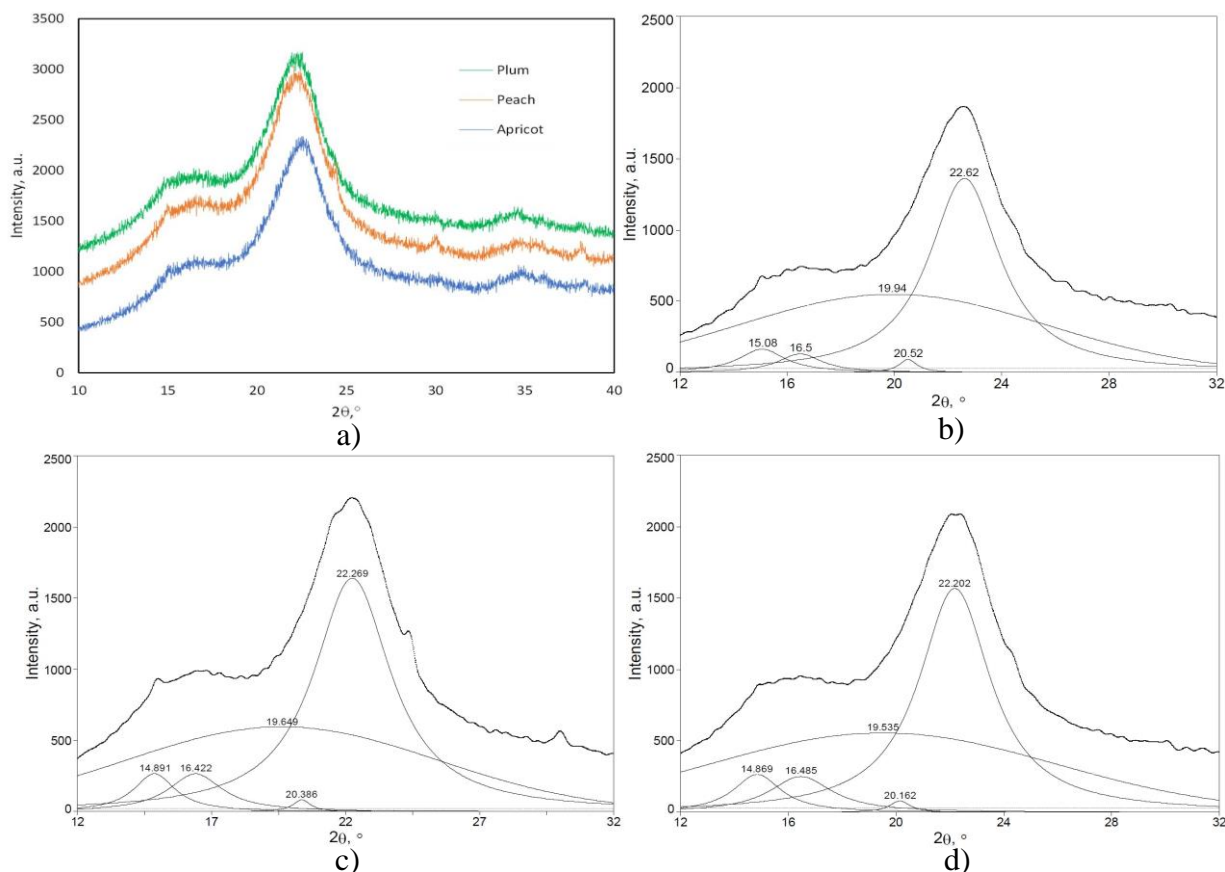 3500
3000
2500
2000
1500
1000
500
0
Intensity, a.u.
Plum
Peach
Apricot
10 15 20 25 30 35 40
2θ,°
a)
2500
2000
1500
1000
500
0
Intensity, a.u.
22.62
19.94
15.08
16.5
20.52
12 16 20 24 28 32
2θ, °
b)
2500
2000
1500
1000
500
0
Intensity, a.u.
22.269
19.649
14.891
16.422
20.386
12 17 22 27 32
2θ, °
c)
2500
2000
1500
1000
500
0
Intensity, a.u.
22.202
19.535
14.869
16.485
20.162
12 16 20 24 28 32
2θ, °
d)